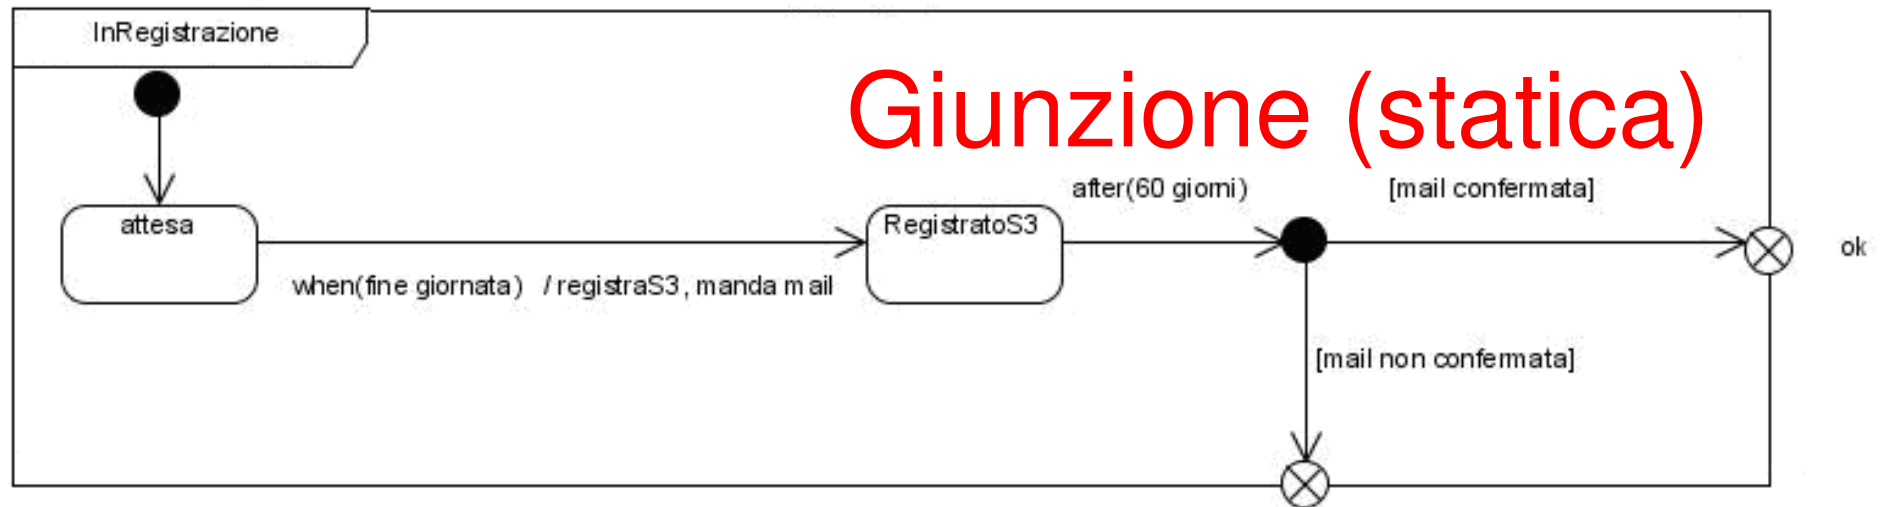 InRegistrazione
Giunzione (statica)
after(60 giorni)
[mail confermata]
attesa
RegistratoS3
ok
when(fine giornata) / registraS3, manda mail
[mail non confermata]